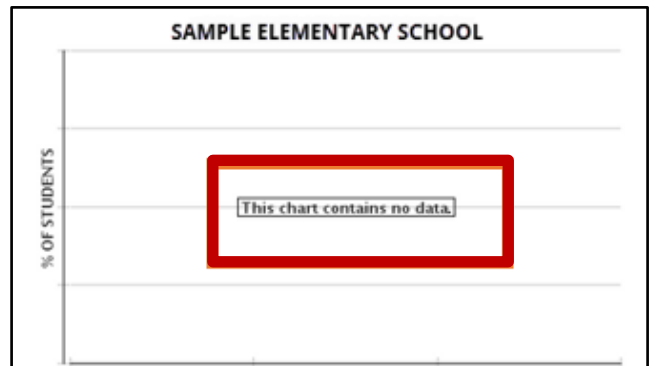 SAMPLE ELEMENTARY SCHOOL
% OF STUDENTS
This chart contains no data.